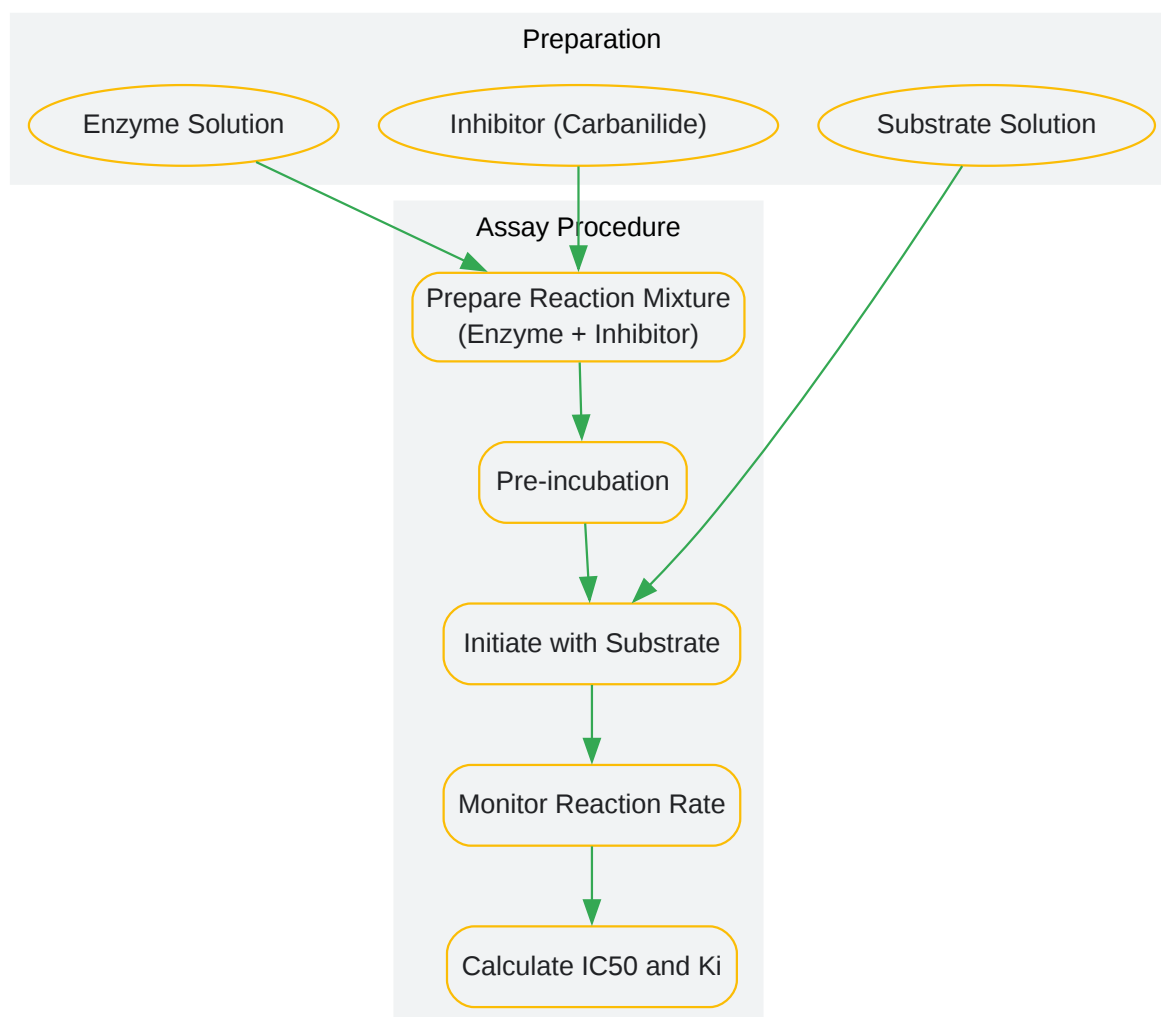 Preparation
Enzyme Solution
Inhibitor (Carbanilide)
Substrate Solution
Assay Procedure
Prepare Reaction Mixture
(Enzyme + Inhibitor)
Pre-incubation
Initiate with Substrate
Monitor Reaction Rate
Calculate IC50 and Ki